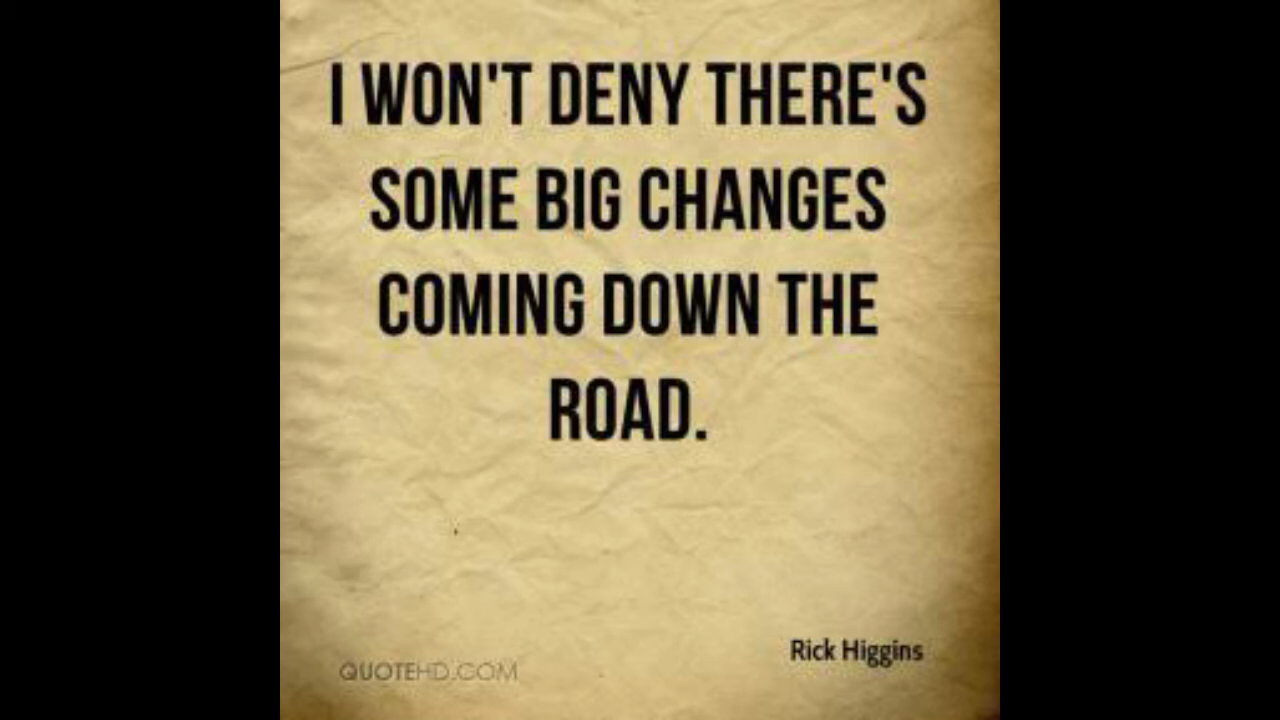 I WON'T DENY THERE'S
SOME BIG CHANGES
COMING DOWN THE
ROAD.
Rick Higgins
QUOTEHD.COM